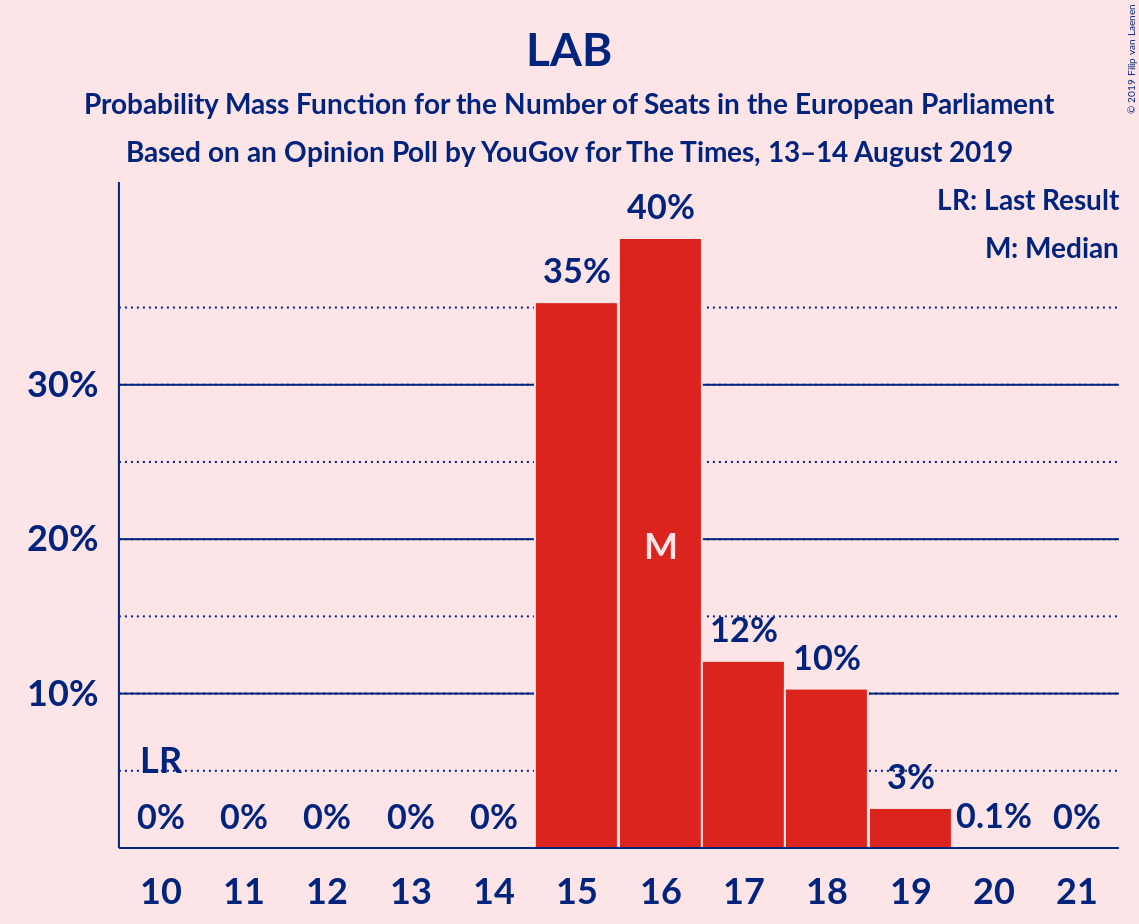 LAB
Probability Mass Function for the Number of Seats in the European Parliament
Based on an Opinion Poll by YouGov for The Times, 13–14 August 2019
© 2019 Filip van Laenen
LR: Last Result
M: Median
40%
35%
30%
20%
M
12%
10%
10%
LR
3%
0% 0% 0% 0% 0% 0.1% 0%
10 11 12 13 14 15 16 17 18 19 20 21